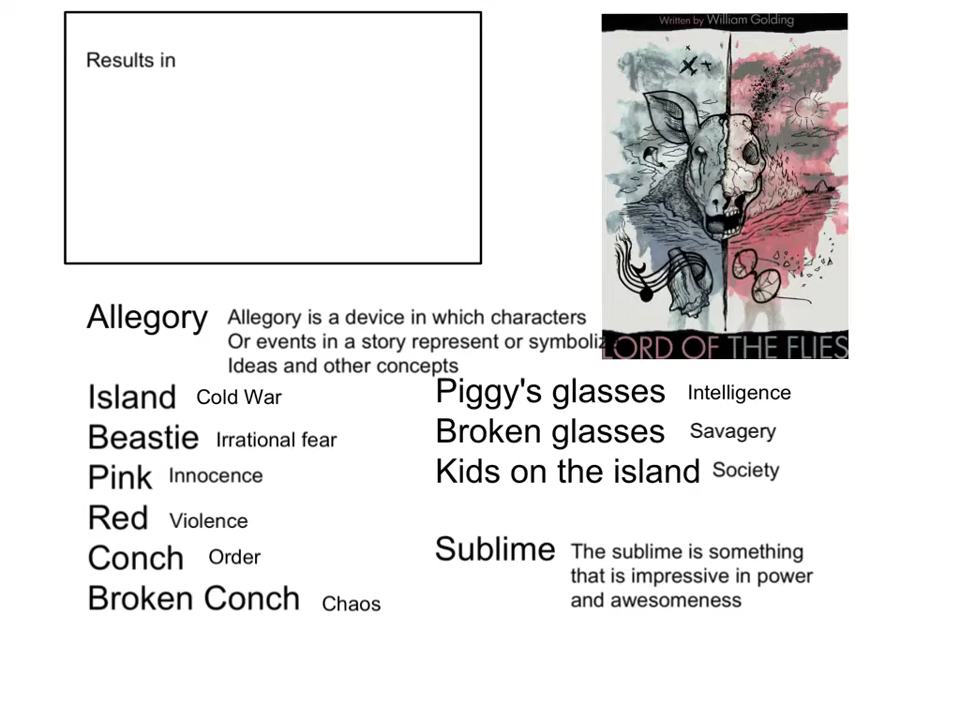 Written by William Golding
Results in
LORD OF THE FLIES
Allegory
Allegory is a device in which characters
Or events in a story represent or symbolize
Ideas and other concepts
Island Cold War
Beastie Irrational fear
Pink Innocence
Red Violence
Conch Order
Broken Conch Chaos
Piggy's glasses Intelligence
Broken glasses Savagery
Kids on the island Society
Sublime
The sublime is something
that is impressive in power
and awesomeness